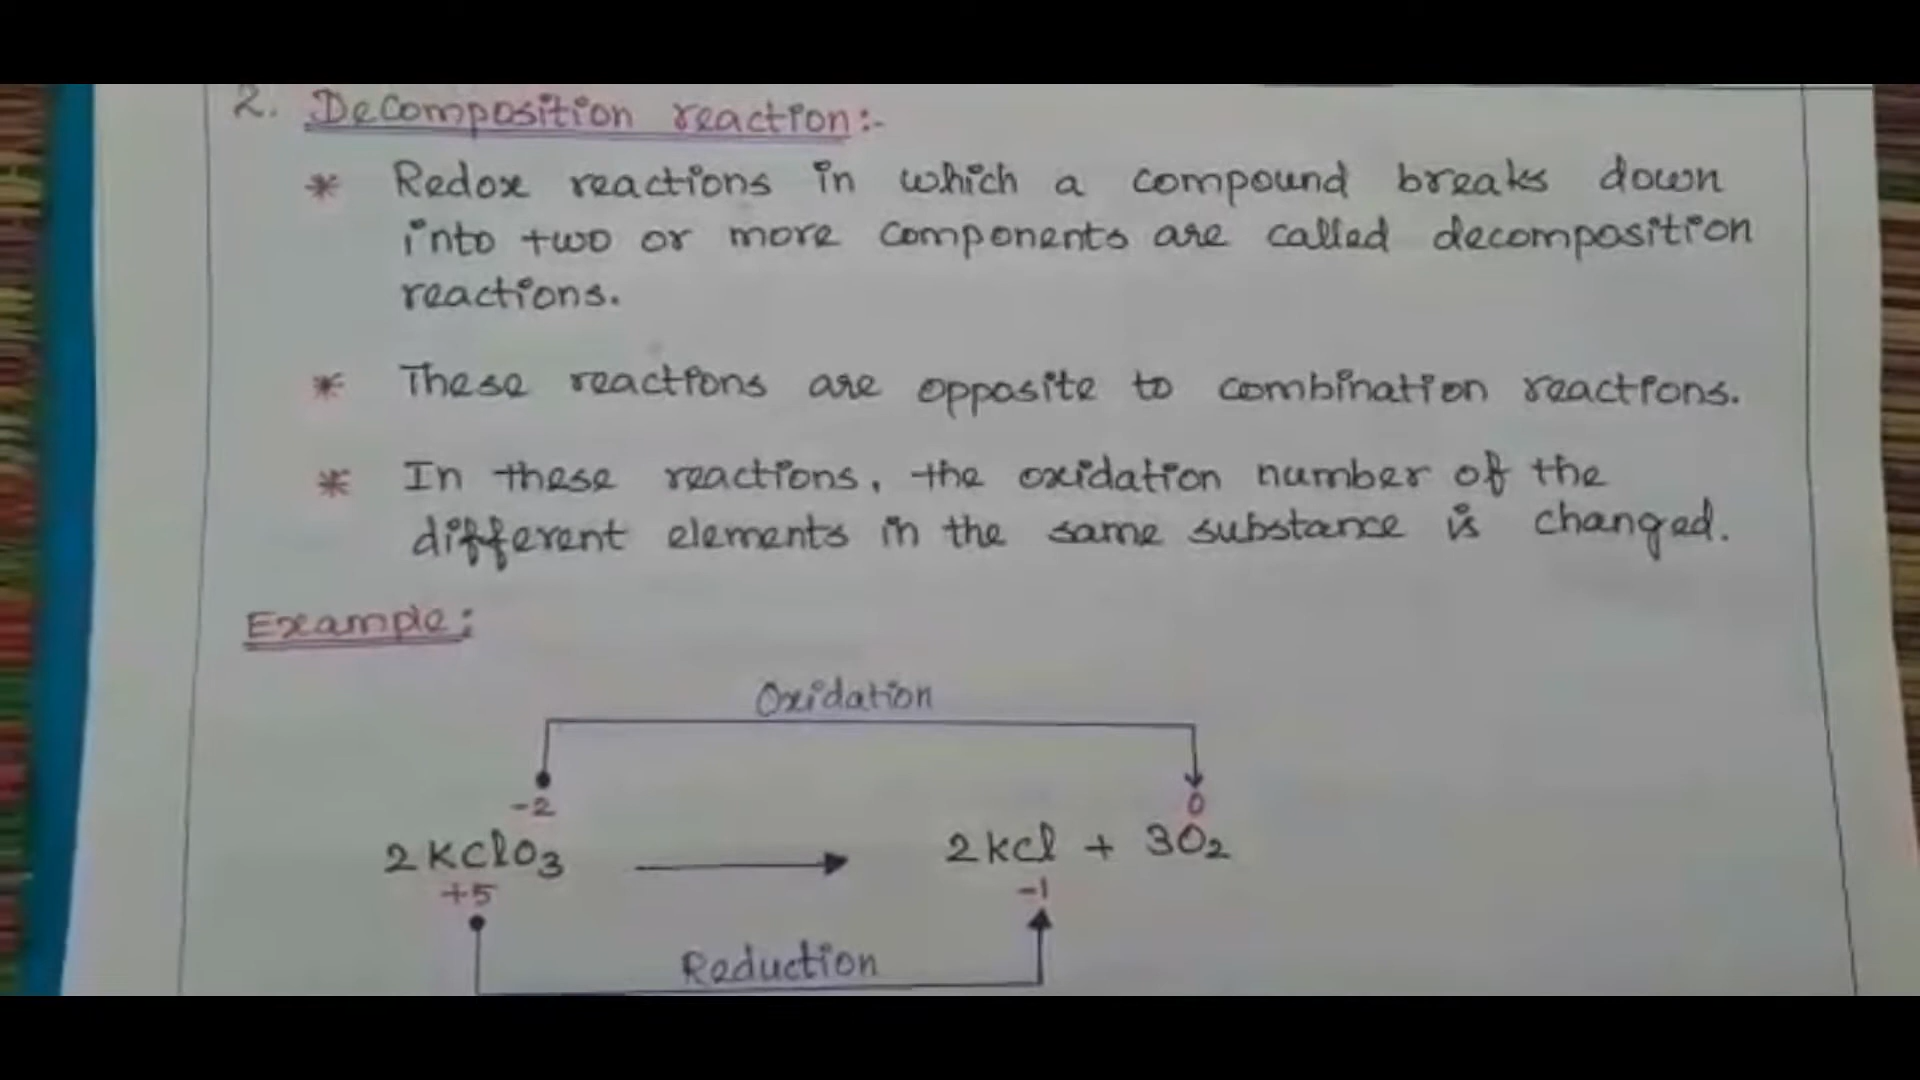 2. Decomposition reaction:-
* Redox reactions in which a compound breaks down
into two or more components are called decomposition
reactions.
* These reactions are opposite to combination reactions.
* In these reactions, the oxidation number of the
different elements in the same substance is changed.
Example:
Oxidation
-2 0
2KClO3 → 2KCl + 3O2
+5 -1
Reduction